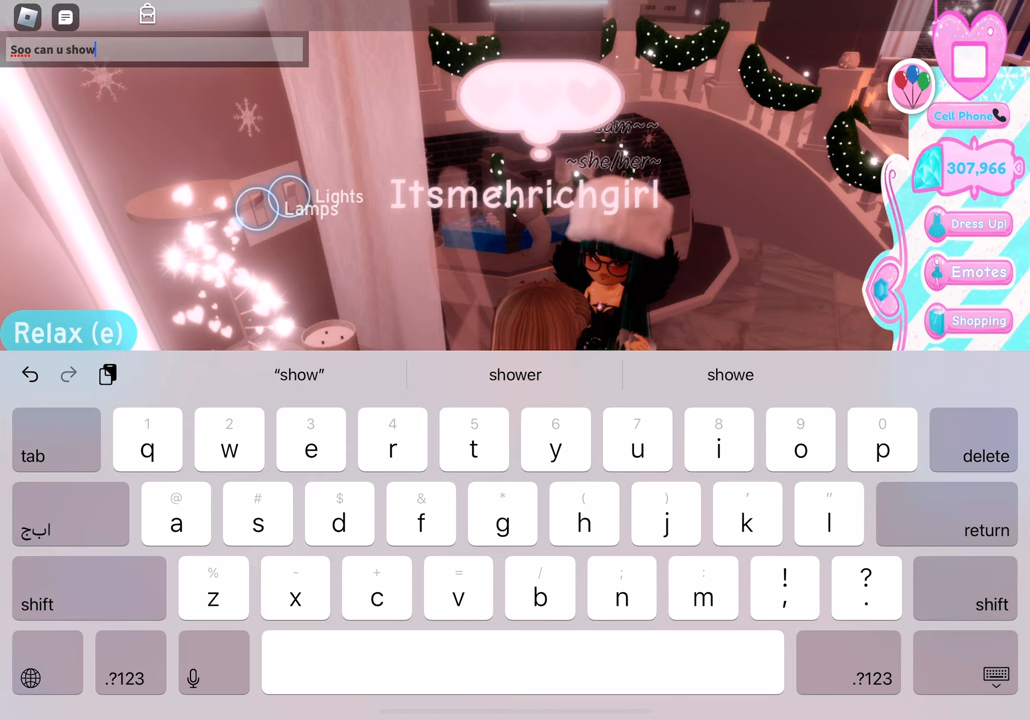 Soo can u show
Cell Phone
~she/her~
307,966
Itsmehrichgirl
Lights
Lamps
Dress Up!
Emotes
Shopping
Relax (e)
“show” shower showe
1 2 3 4 5 6 7 8 9 0
tab q w e r t y u i o p delete
@ # $ & * ( ) ' "
ابج a s d f g h j k l return
% - + = / ; : ! ?
shift z x c v b n m , . shift
.?123 .?123